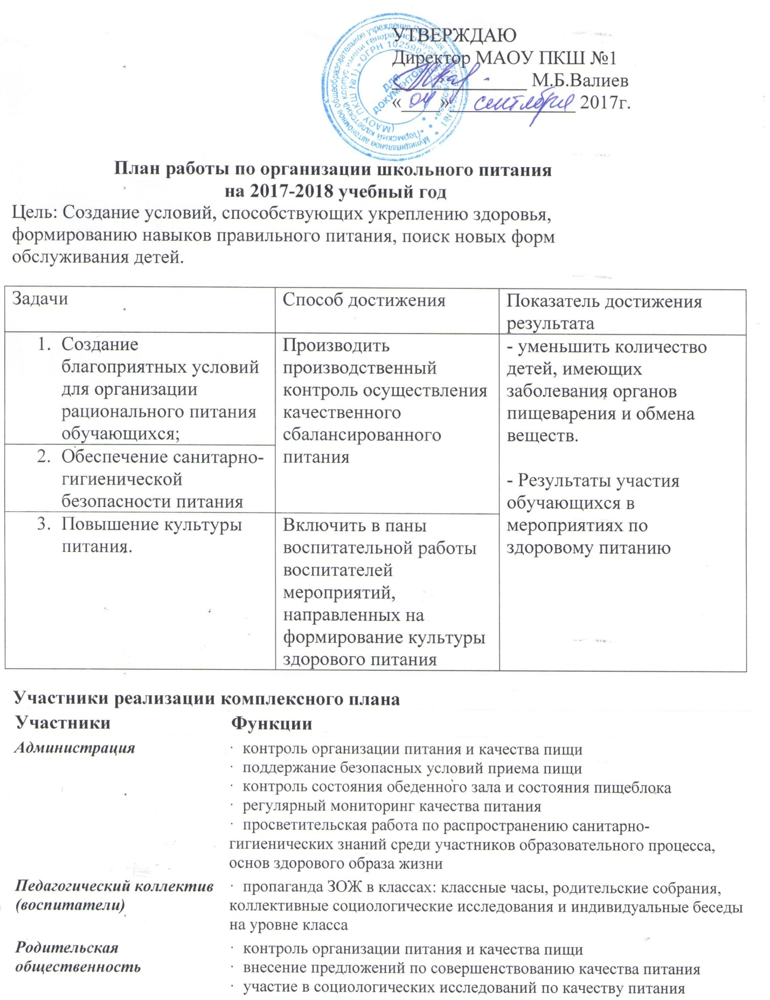 УТВЕРЖДАЮ
Директор МАОУ ПКШ №1
М.Б.Валиев
«04» сентября 2017г.
ДЛЯ
ДОКУМЕНТОВ
(МАОУ ПКШ №1) • ОГРН 102590
План работы по организации школьного питания
на 2017-2018 учебный год
Цель: Создание условий, способствующих укреплению здоровья,
формированию навыков правильного питания, поиск новых форм
обслуживания детей.
Задачи
Способ достижения
Показатель достижения
результата
1. Создание
благоприятных условий
для организации
рационального питания
обучающихся;
Производить
производственный
контроль осуществления
качественного
сбалансированного
питания
- уменьшить количество
детей, имеющих
заболевания органов
пищеварения и обмена
веществ.
- Результаты участия
обучающихся в
мероприятиях по
здоровому питанию
2. Обеспечение санитарно-
гигиенической
безопасности питания
3. Повышение культуры
питания.
Включить в паны
воспитательной работы
воспитателей
мероприятий,
направленных на
формирование культуры
здорового питания
Участники реализации комплексного плана
Участники
Функции
Администрация
· контроль организации питания и качества пищи
· поддержание безопасных условий приема пищи
· контроль состояния обеденного зала и состояния пищеблока
· регулярный мониторинг качества питания
· просветительская работа по распространению санитарно-
гигиенических знаний среди участников образовательного процесса,
основ здорового образа жизни
Педагогический коллектив
(воспитатели)
· пропаганда ЗОЖ в классах: классные часы, родительские собрания,
коллективные социологические исследования и индивидуальные беседы
на уровне класса
Родительская
общественность
· контроль организации питания и качества пищи
· внесение предложений по совершенствованию качества питания
· участие в социологических исследований по качеству питания